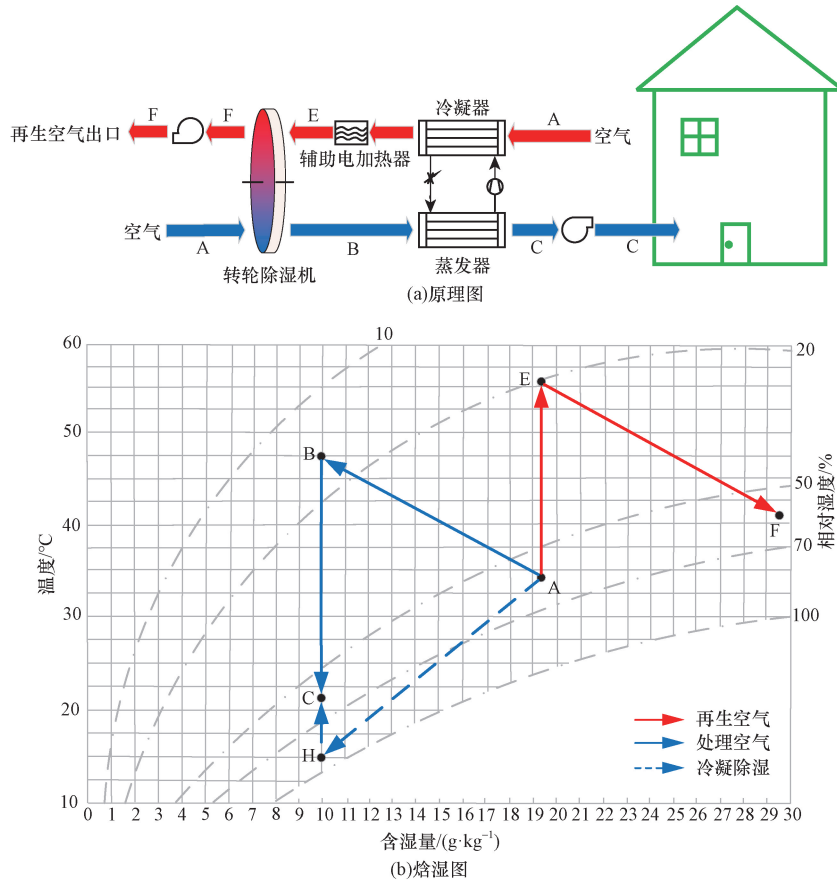 F
F
E
冷凝器
A
再生空气出口
空气
辅助电加热器
空气
A
B
C
C
转轮除湿机
蒸发器
(a)原理图
10
60
20
E
50
B
50
相对湿度/%
40
F
70
温度/°C
A
30
100
C
20
再生空气
处理空气
H
冷凝除湿
10
0 1 2 3 4 5 6 7 8 9 10 11 12 13 14 15 16 17 18 19 20 21 22 23 24 25 26 27 28 29 30
含湿量/(g·kg⁻¹)
(b)焓湿图